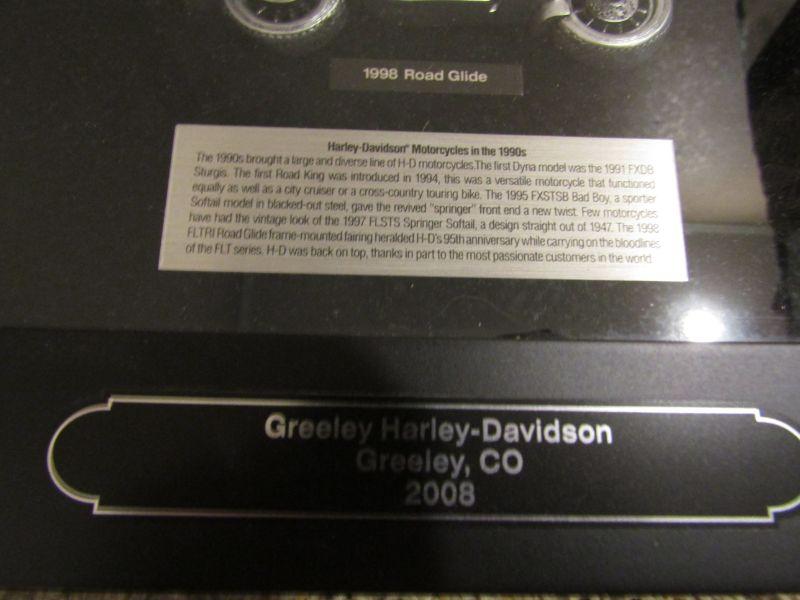 1998 Road Glide
Harley-Davidson® Motorcycles in the 1990s
The 1990s brought a large and diverse line of H-D motorcycles.The first Dyna model was the 1991 FXDB
Sturgis. The first Road King was introduced in 1994, this was a versatile motorcycle that functioned
equally as well as a city cruiser or a cross-country touring bike. The 1995 FXSTSB Bad Boy, a sportier
Softail model in blacked-out steel, gave the revived "springer" front end a new twist. Few motorcycles
have had the vintage look of the 1997 FLSTS Springer Softail, a design straight out of 1947. The 1998
FLTRI Road Glide frame-mounted fairing heralded H-D's 95th anniversary while carrying on the bloodlines
of the FLT series. H-D was back on top, thanks in part to the most passionate customers in the world.
Greeley Harley-Davidson
Greeley, CO
2008